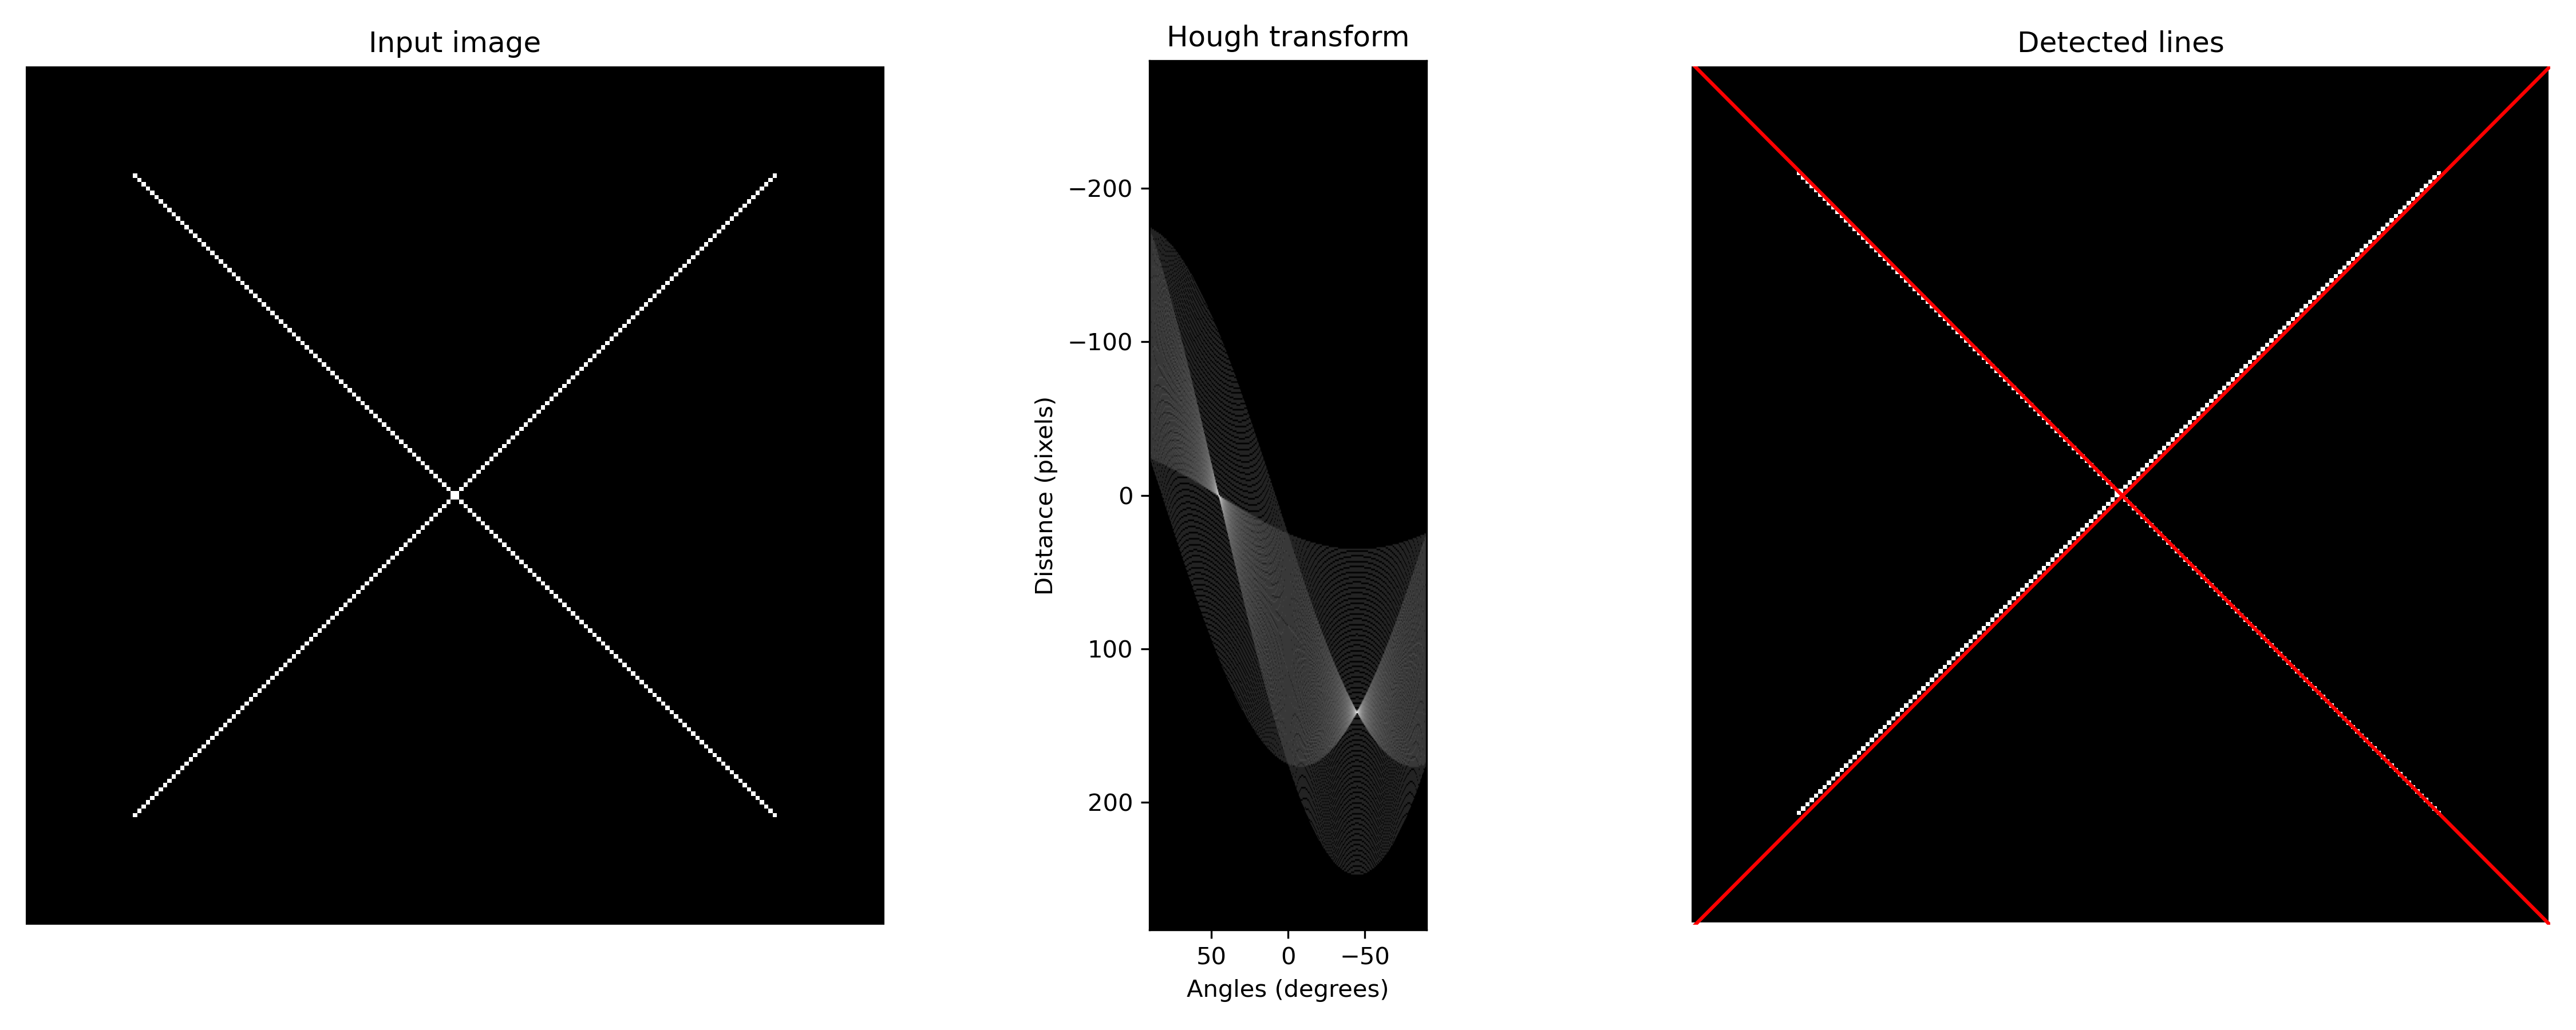 Input image
Hough transform
Detected lines
−200
−100
0
100
200
Distance (pixels)
50 0 −50
Angles (degrees)